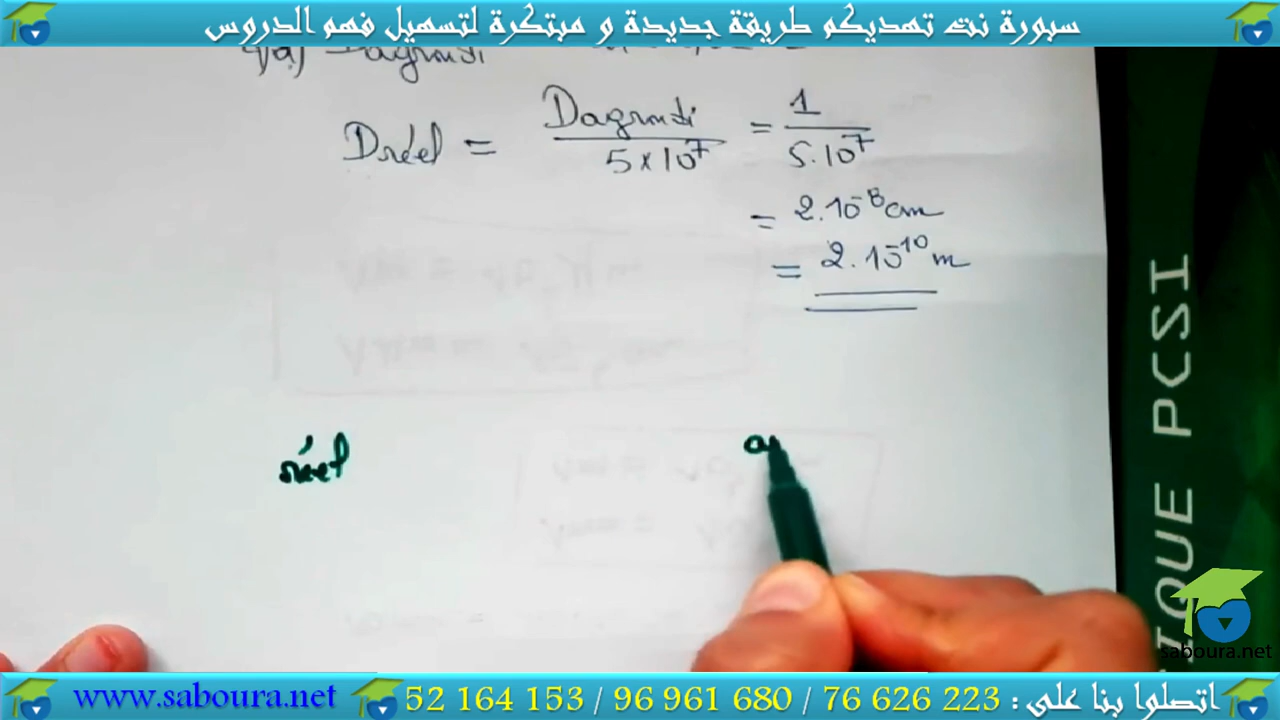 سبورة نت تهديكم طريقة جديدة و مبتكرة لتسهيل فهم الدروس
Dréel = Dagrandi / 5 x 10⁷ = 1 / 5.10⁷
= 2.10⁻⁸ cm
= 2.10⁻¹⁰ m
réel a
IQUE PCSI
saboura.net
www.saboura.net 52 164 153 / 96 961 680 / 76 626 223 : اتصلوا بنا على